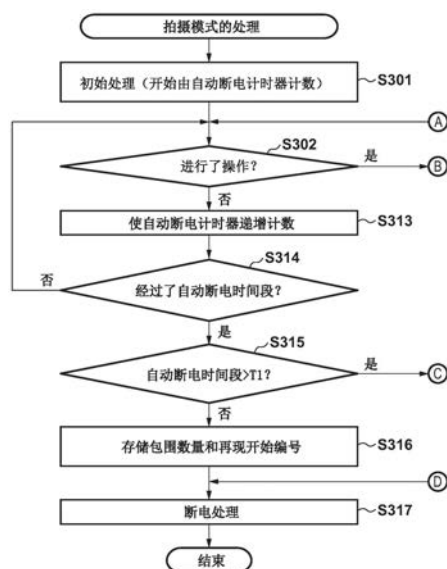 拍摄模式的处理
初始处理（开始由自动断电计时器计数）
S301
A
S302
进行了操作？
是
B
否
使自动断电计时器递增计数
S313
S314
否
经过了自动断电时间段？
是
S315
自动断电时间段>T1？
是
C
否
存储包围数量和再现开始编号
S316
D
断电处理
S317
结束